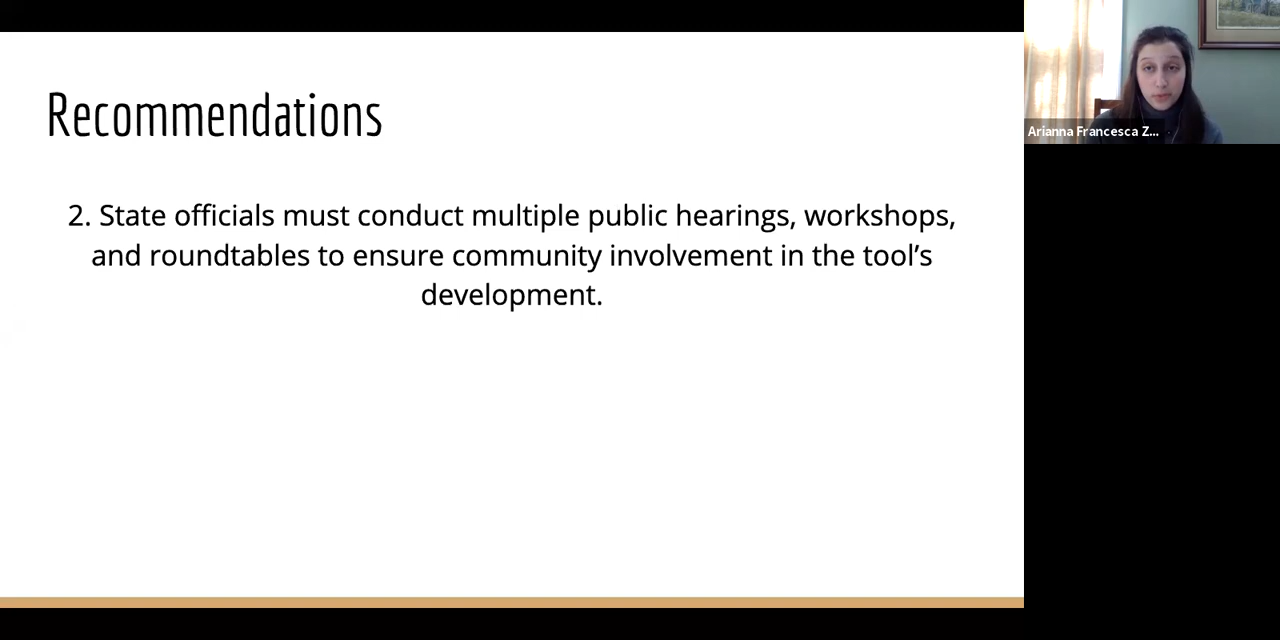 Recommendations
2. State officials must conduct multiple public hearings, workshops,
and roundtables to ensure community involvement in the tool’s
development.
Arianna Francesca Z...